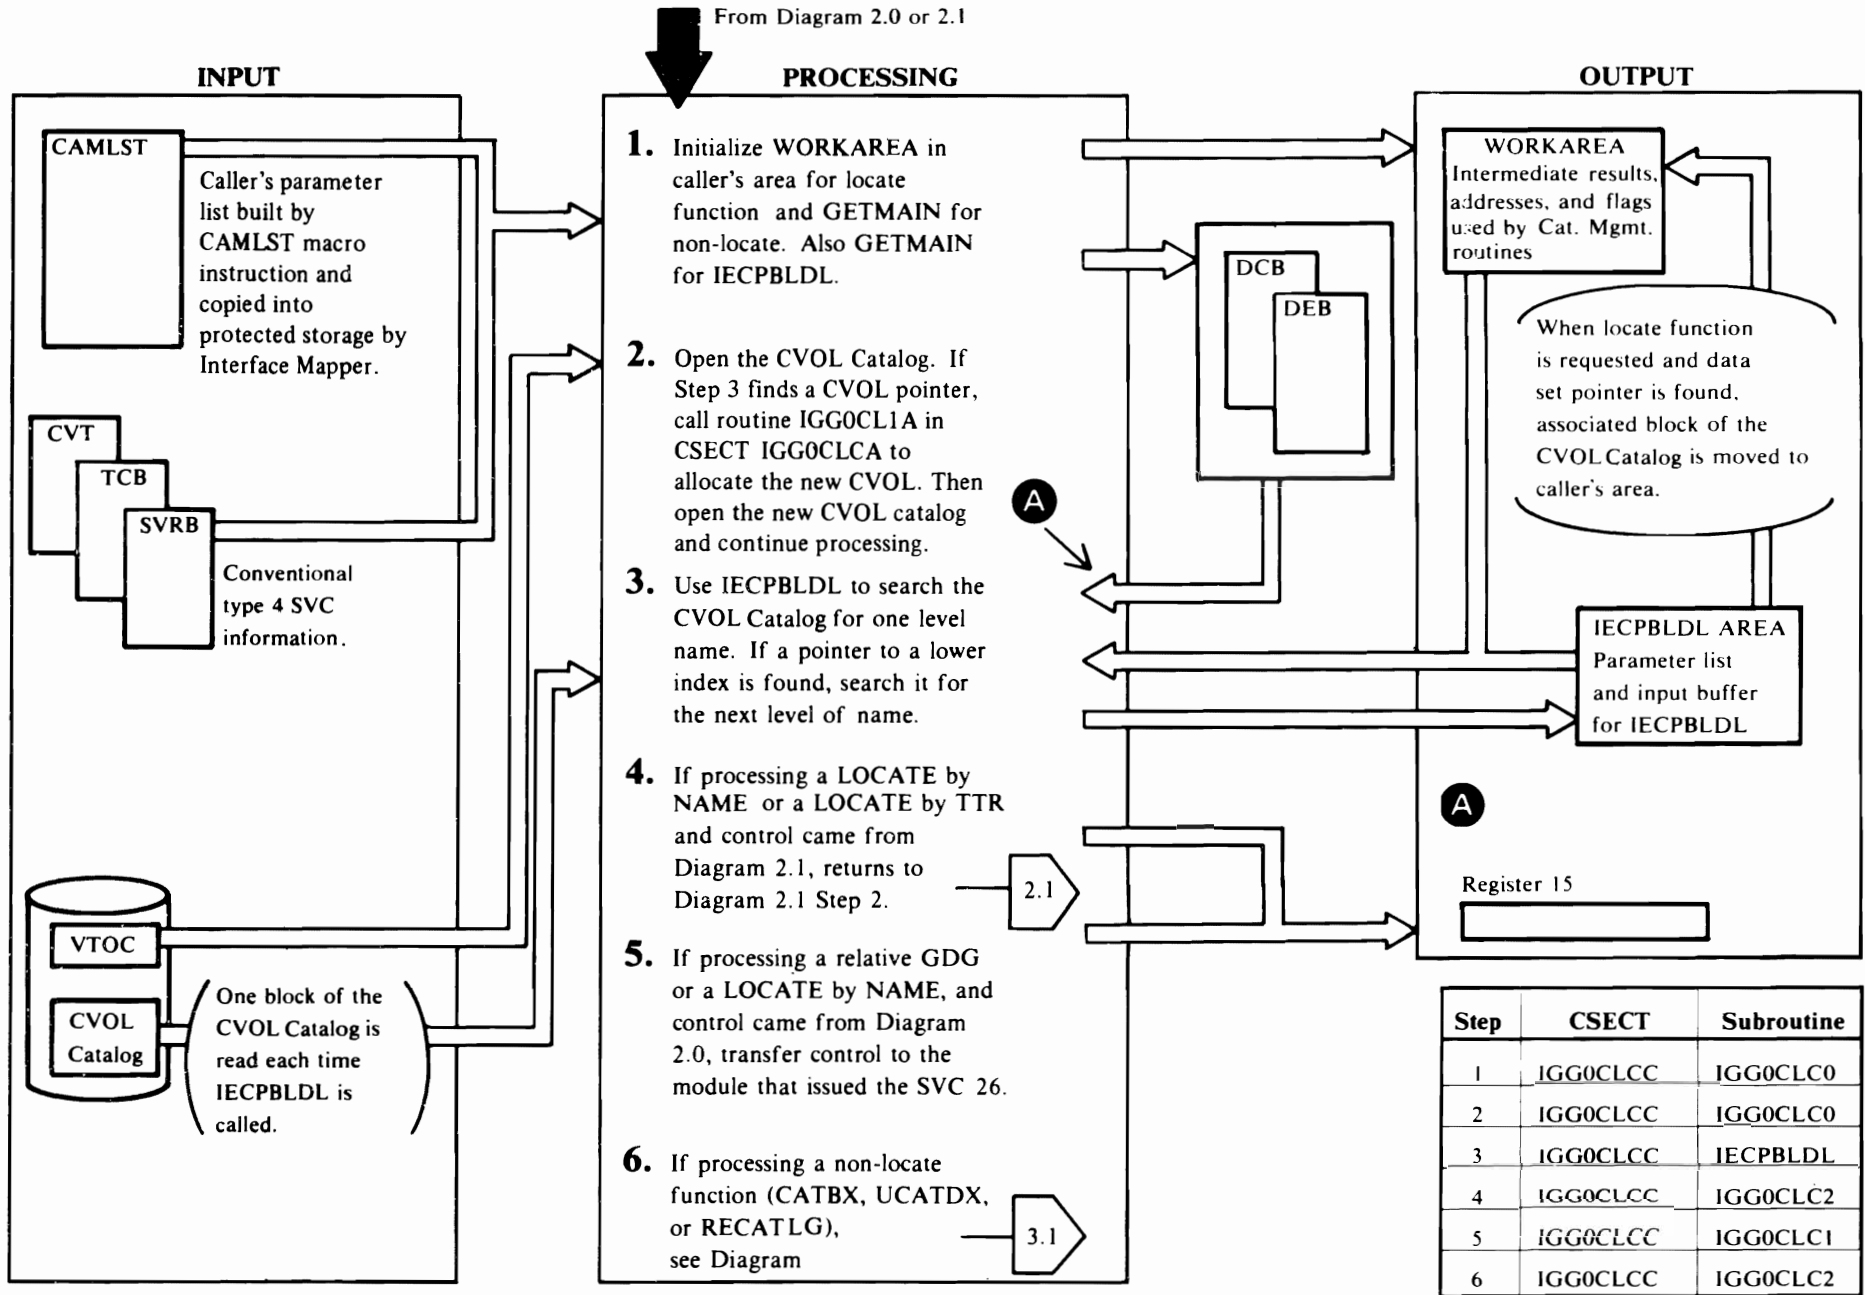 From Diagram 2.0 or 2.1
INPUT
PROCESSING
OUTPUT
CAMLST
Caller's parameter
list built by
CAMLST macro
instruction and
copied into
protected storage by
Interface Mapper.
CVT
TCB
SVRB
Conventional
type 4 SVC
information.
VTOC
CVOL
Catalog
One block of the
CVOL Catalog is
read each time
IECPBLDL is
called.
1. Initialize WORKAREA in
caller's area for locate
function and GETMAIN for
non-locate. Also GETMAIN
for IECPBLDL.
2. Open the CVOL Catalog. If
Step 3 finds a CVOL pointer,
call routine IGG0CL1A in
CSECT IGG0CLCA to
allocate the new CVOL. Then
open the new CVOL catalog
and continue processing.
3. Use IECPBLDL to search the
CVOL Catalog for one level
name. If a pointer to a lower
index is found, search it for
the next level of name.
4. If processing a LOCATE by
NAME or a LOCATE by TTR
and control came from
Diagram 2.1, returns to
Diagram 2.1 Step 2.
2.1
5. If processing a relative GDG
or a LOCATE by NAME, and
control came from Diagram
2.0, transfer control to the
module that issued the SVC 26.
6. If processing a non-locate
function (CATBX, UCATDX,
or RECATLG),
see Diagram
3.1
DCB
DEB
A
WORKAREA
Intermediate results,
addresses, and flags
used by Cat. Mgmt.
routines
When locate function
is requested and data
set pointer is found,
associated block of the
CVOL Catalog is moved to
caller's area.
IECPBLDL AREA
Parameter list
and input buffer
for IECPBLDL
A
Register 15
Step CSECT Subroutine
1 IGG0CLCC IGG0CLC0
2 IGG0CLCC IGG0CLC0
3 IGG0CLCC IECPBLDL
4 IGG0CLCC IGG0CLC2
5 IGG0CLCC IGG0CLC1
6 IGG0CLCC IGG0CLC2